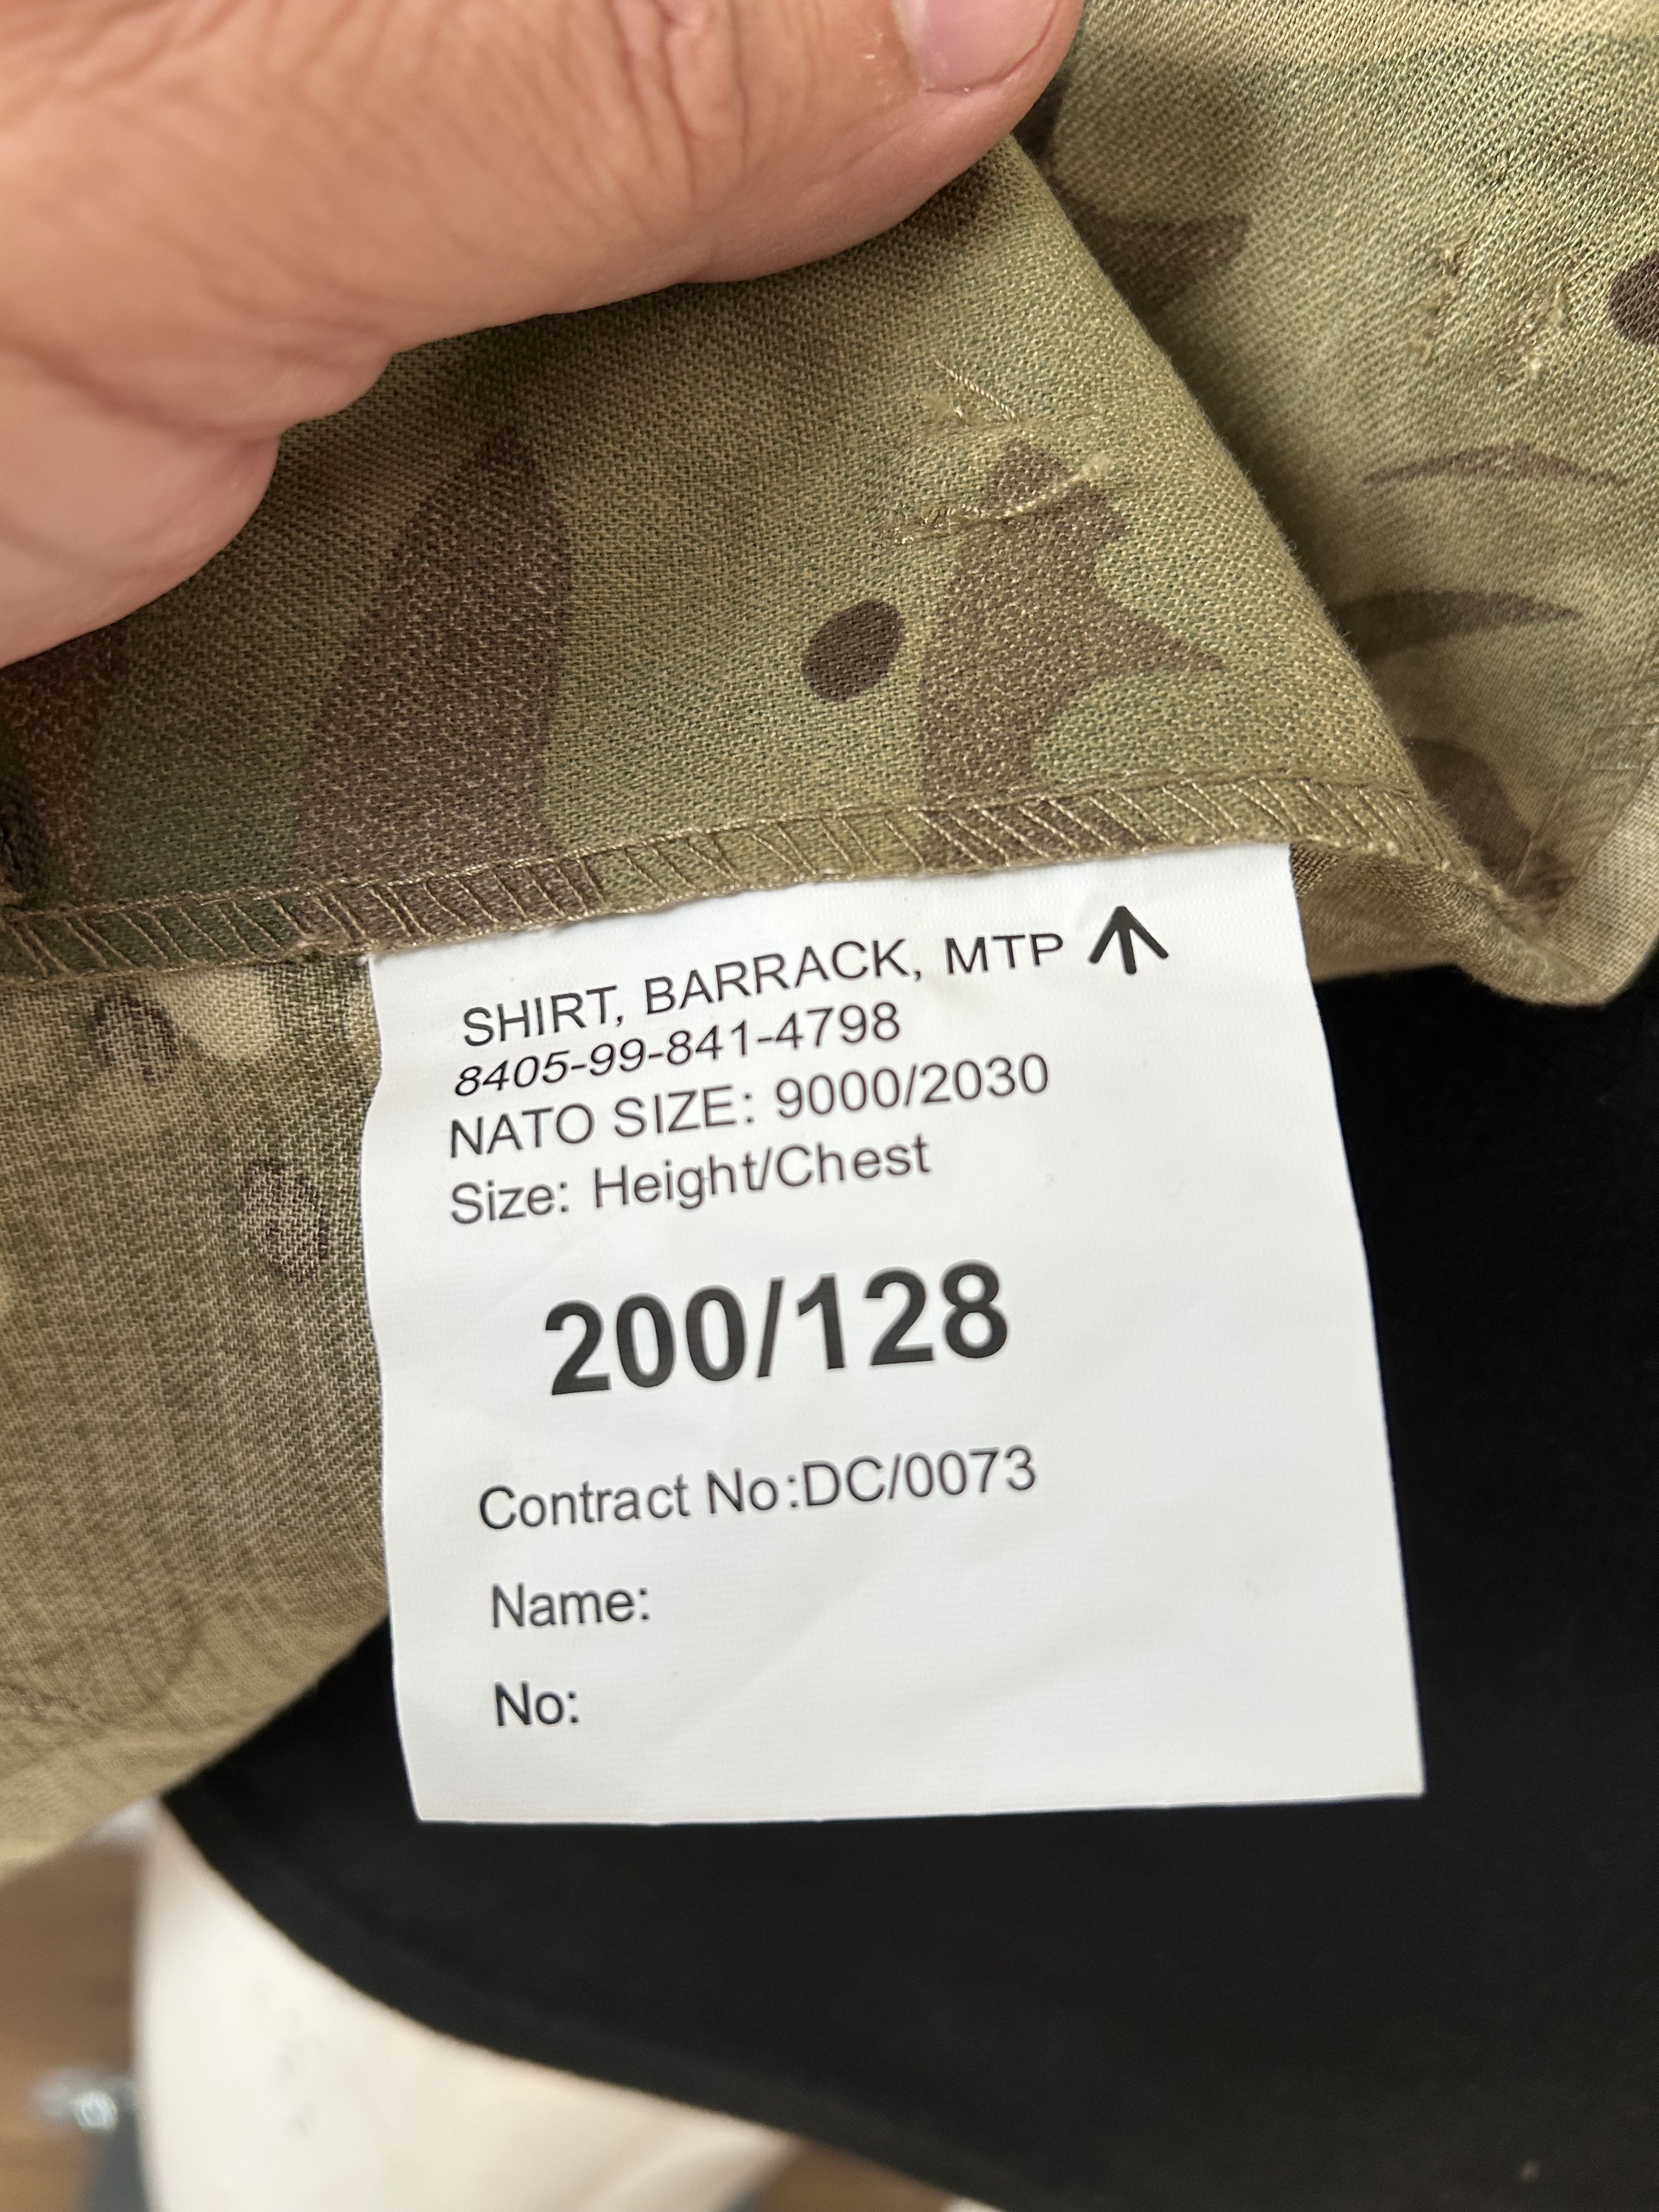 SHIRT, BARRACK, MTP
8405-99-841-4798
NATO SIZE: 9000/2030
Size: Height/Chest
200/128
Contract No:DC/0073
Name:
No: